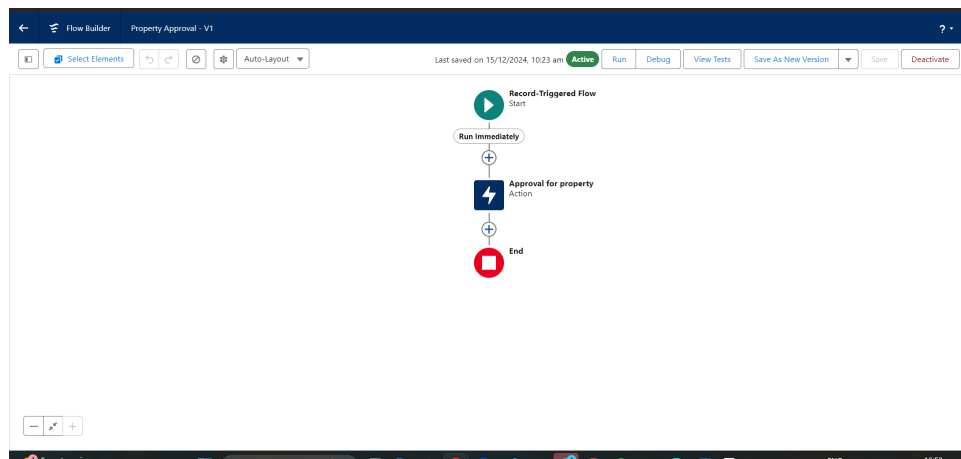 Flow Builder Property Approval - V1 ?
Select Elements Auto-Layout Last saved on 15/12/2024, 10:23 am Active Run Debug View Tests Save As New Version Save Deactivate
Record-Triggered Flow
Start
Run Immediately
Approval for property
Action
End